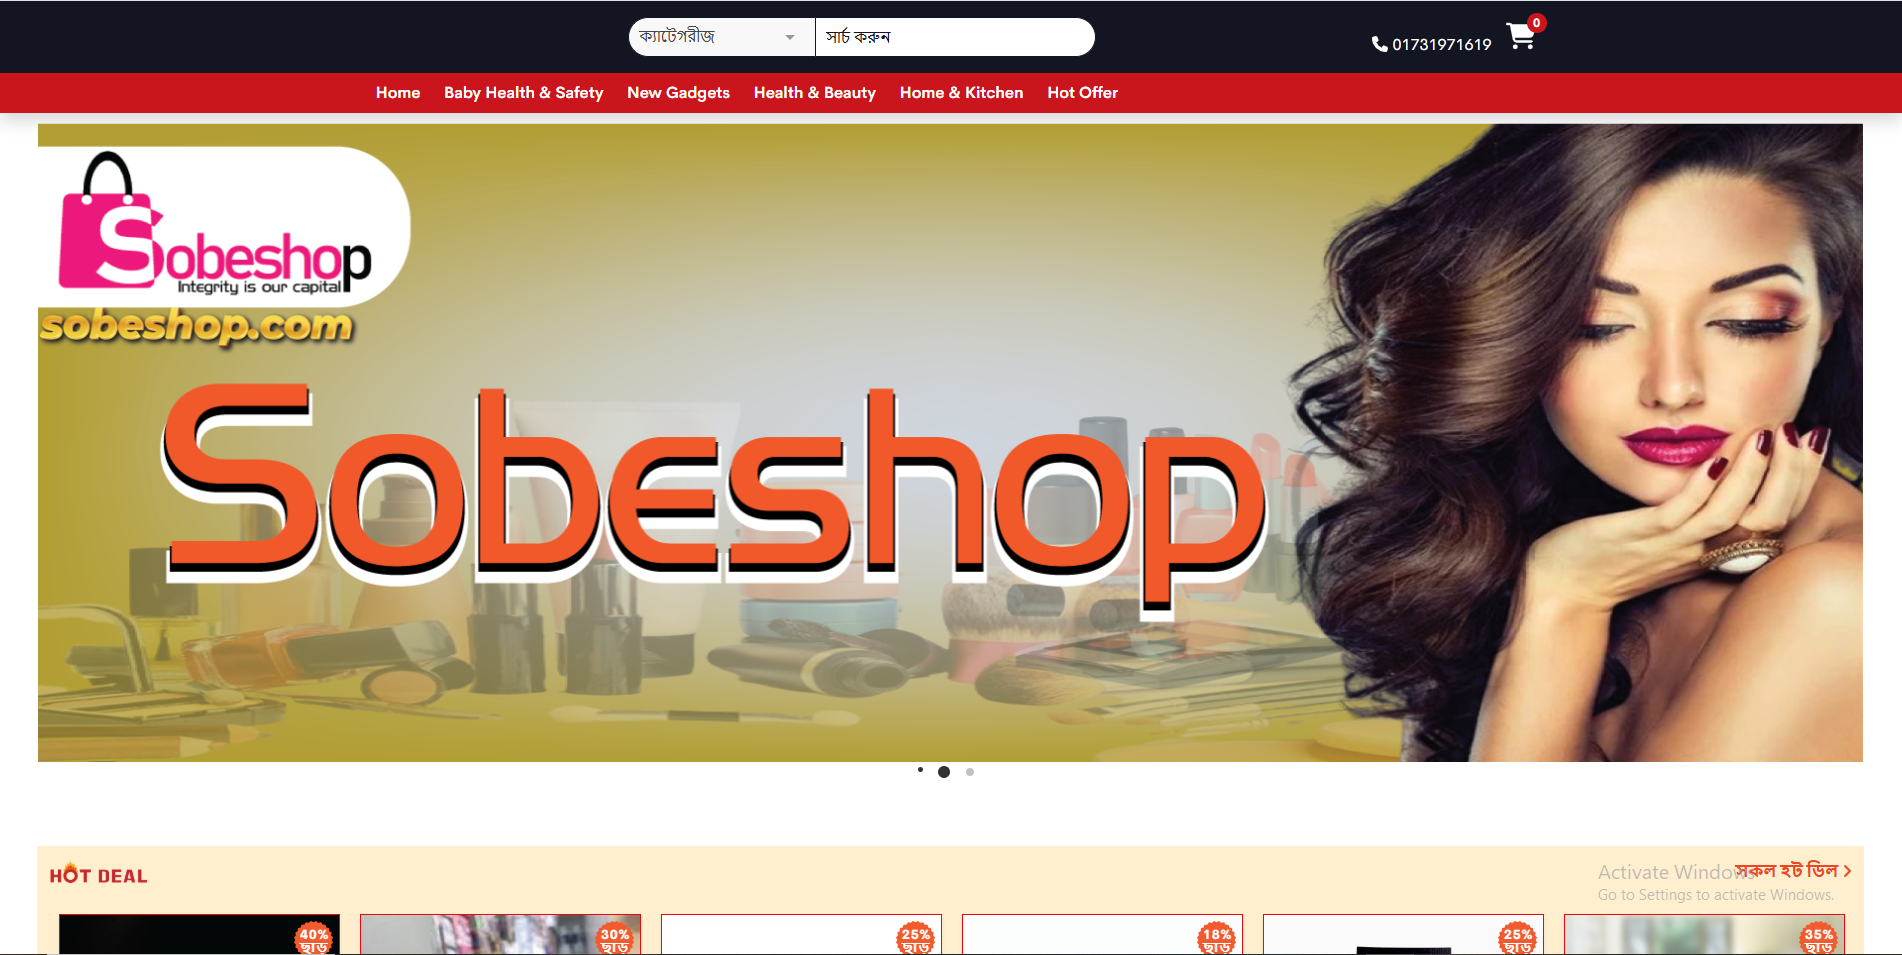 ক্যাটেগরীজ
সার্চ করুন
01731971619
0
Home
Baby Health & Safety
New Gadgets
Health & Beauty
Home & Kitchen
Hot Offer
Sobeshop
Integrity is our capital
sobeshop.com
Sobeshop
HOT DEAL
সকল হট ডিল
Activate Windows
Go to Settings to activate Windows.
40%
ছাড়
30%
ছাড়
25%
ছাড়
18%
ছাড়
25%
ছাড়
35%
ছাড়